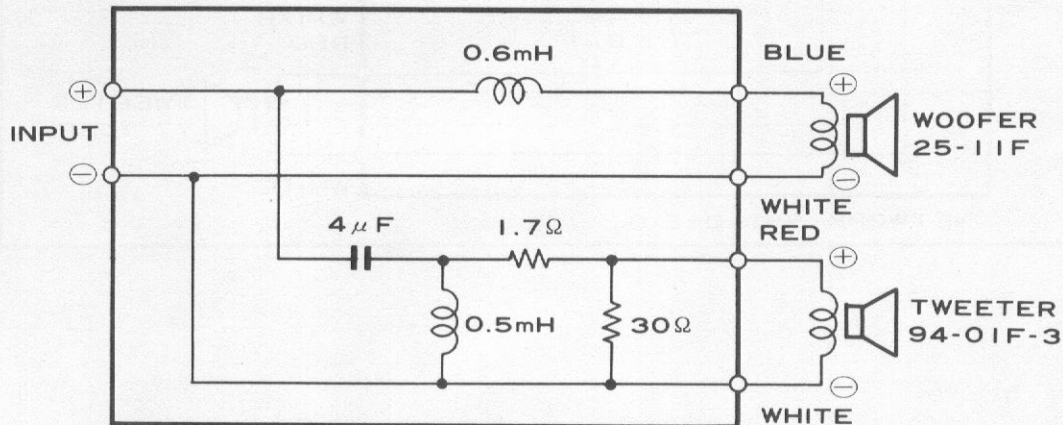 0.6mH
BLUE
⊕
⊕
INPUT
WOOFER
25-11F
⊖
⊖
WHITE
RED
4μF
1.7Ω
⊕
0.5mH
30Ω
TWEETER
94-01F-3
⊖
WHITE